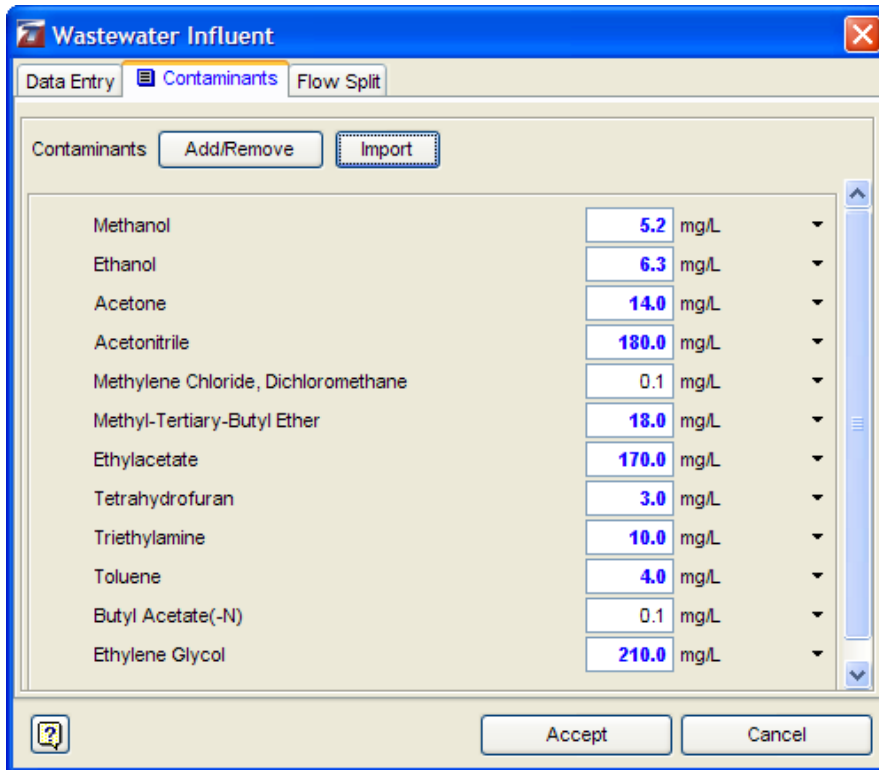 Wastewater Influent
Data Entry Contaminants Flow Split
Contaminants Add/Remove Import
Methanol 5.2 mg/L
Ethanol 6.3 mg/L
Acetone 14.0 mg/L
Acetonitrile 180.0 mg/L
Methylene Chloride, Dichloromethane 0.1 mg/L
Methyl-Tertiary-Butyl Ether 18.0 mg/L
Ethylacetate 170.0 mg/L
Tetrahydrofuran 3.0 mg/L
Triethylamine 10.0 mg/L
Toluene 4.0 mg/L
Butyl Acetate(-N) 0.1 mg/L
Ethylene Glycol 210.0 mg/L
? Accept Cancel